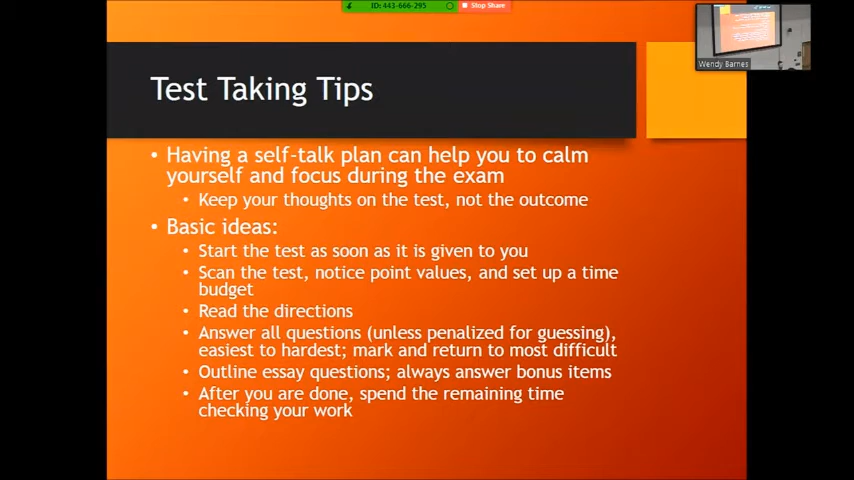 ID: 443-666-295
Stop Share
Wendy Barnes
Test Taking Tips
• Having a self-talk plan can help you to calm
yourself and focus during the exam
• Keep your thoughts on the test, not the outcome
• Basic ideas:
• Start the test as soon as it is given to you
• Scan the test, notice point values, and set up a time
budget
• Read the directions
• Answer all questions (unless penalized for guessing),
easiest to hardest; mark and return to most difficult
• Outline essay questions; always answer bonus items
• After you are done, spend the remaining time
checking your work